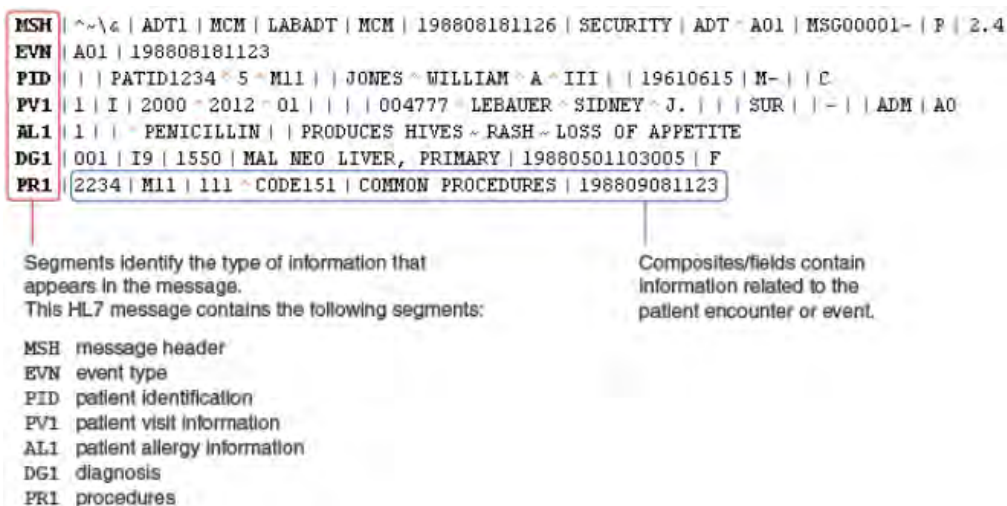 MSH | ^~\& | ADT1 | MCM | LABADT | MCM | 198808181126 | SECURITY | ADT ^ A01 | MSG00001- | P | 2.4
EVN | A01 | 198808181123
PID | | | PATID1234 ^ 5 ^ M11 | | JONES ^ WILLIAM ^ A ^ III | | 19610615 | M- | | C
PV1 | 1 | I | 2000 ^ 2012 ^ 01 | | | | 004777 ^ LEBAUER ^ SIDNEY ^ J. | | | SUR | | - | | ADM | A0
AL1 | 1 | | ^ PENICILLIN | | PRODUCES HIVES ~ RASH ~ LOSS OF APPETITE
DG1 | 001 | I9 | 1550 | MAL NEO LIVER, PRIMARY | 19880501103005 | F
PR1 | 2234 | M11 | 111 ^ CODE151 | COMMON PROCEDURES | 198809081123
Segments identify the type of information that
appears in the message.
This HL7 message contains the following segments:
Composites/fields contain
information related to the
patient encounter or event.
MSH message header
EVN event type
PID patient identification
PV1 patient visit information
AL1 patient allergy information
DG1 diagnosis
PR1 procedures